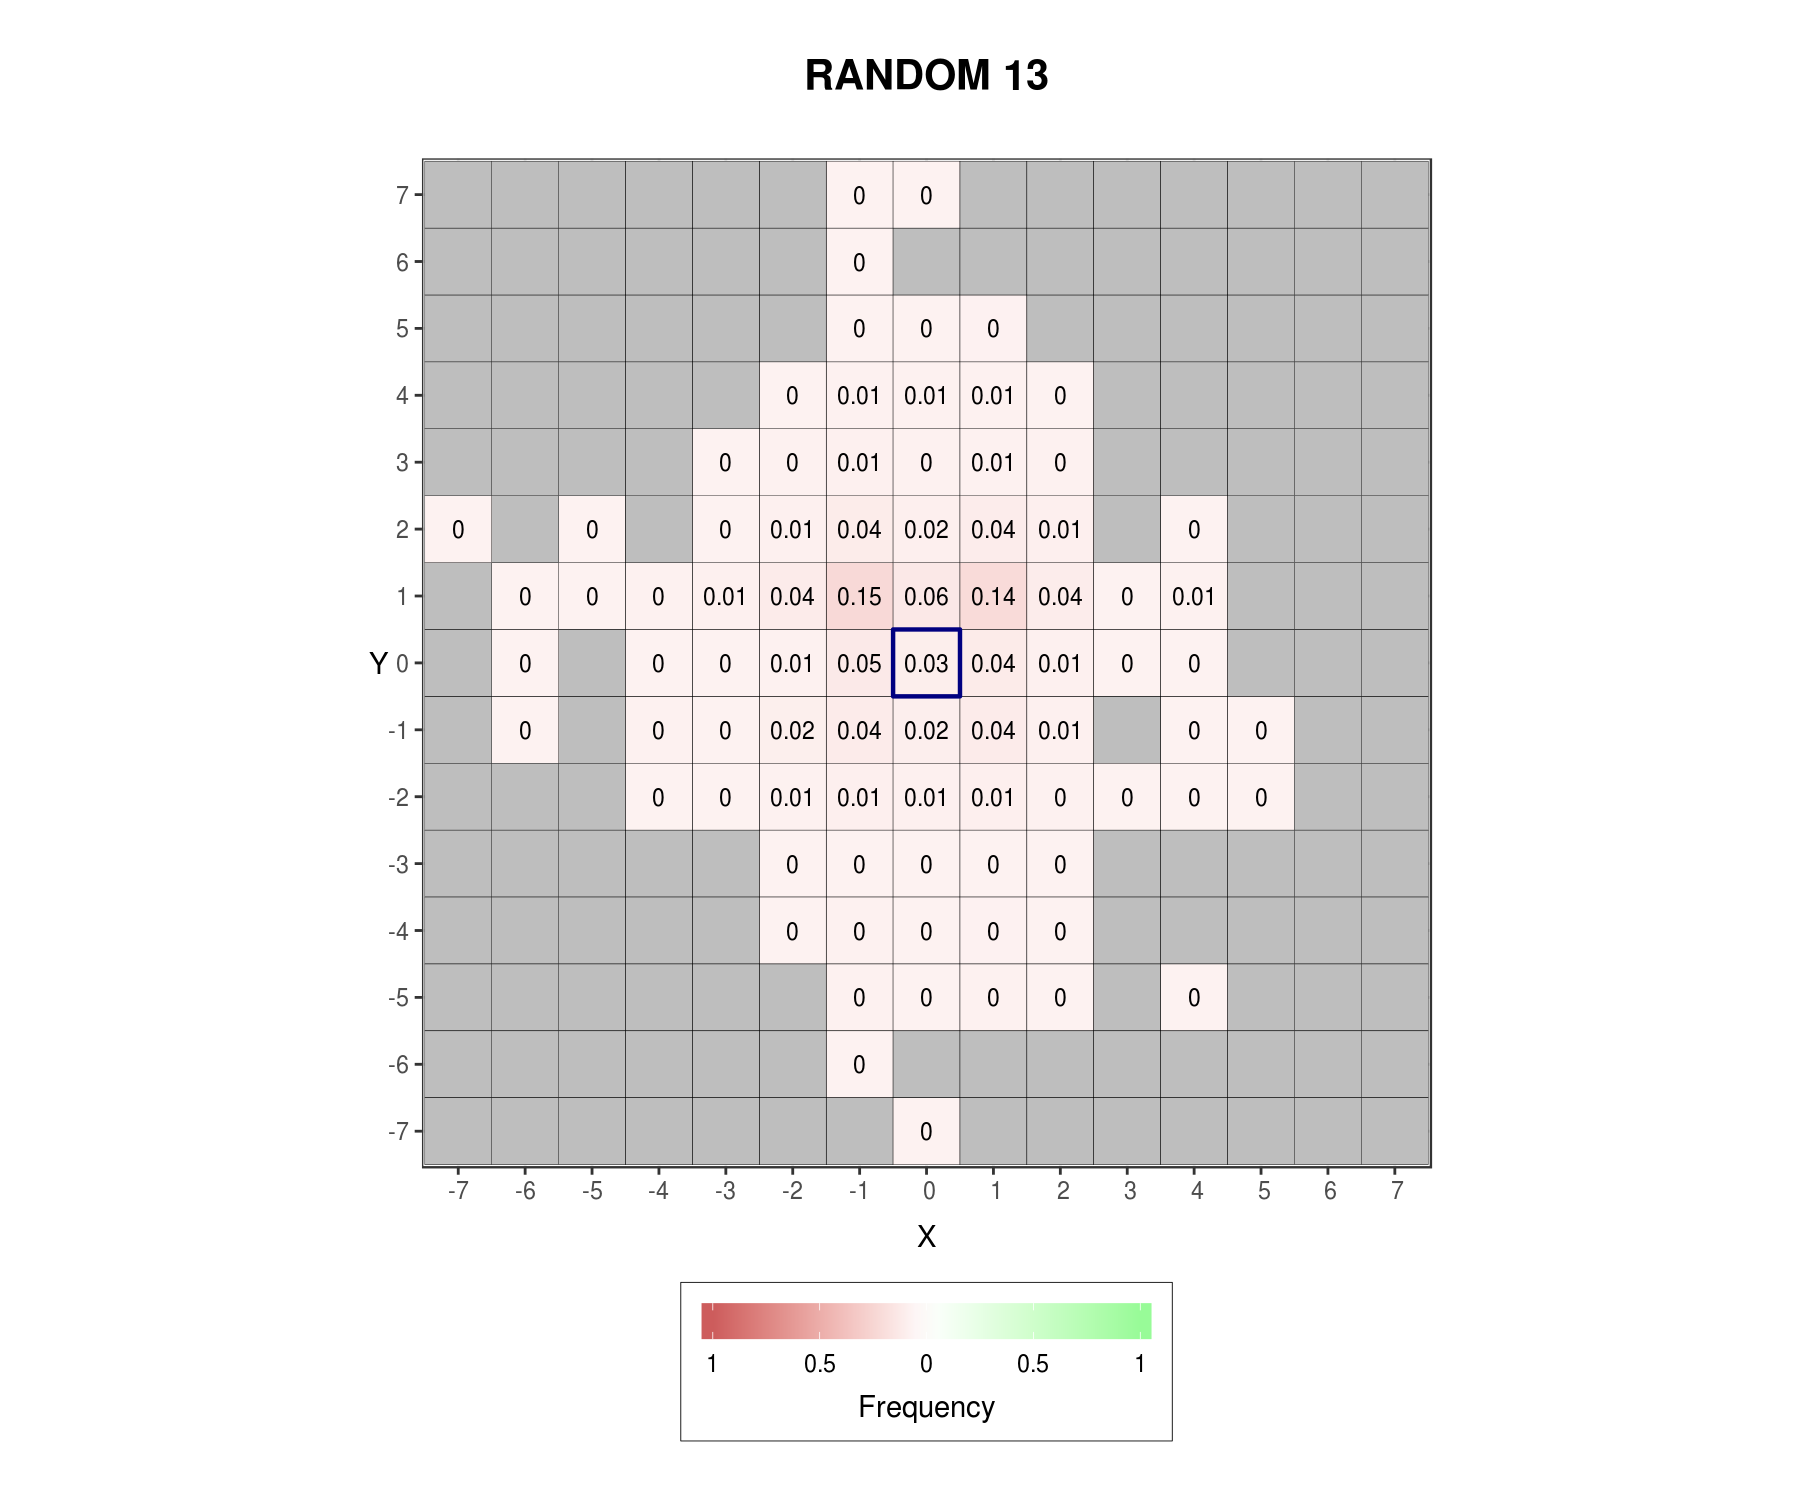 RANDOM 13
7 0 0
6 0
5 0 0 0
4 0 0.01 0.01 0.01 0
3 0 0 0.01 0 0.01 0
2 0 0 0 0.01 0.04 0.02 0.04 0.01 0
1 0 0 0 0.01 0.04 0.15 0.06 0.14 0.04 0 0.01
Y 0 0 0 0 0.01 0.05 0.03 0.04 0.01 0 0
-1 0 0 0 0.02 0.04 0.02 0.04 0.01 0 0
-2 0 0 0.01 0.01 0.01 0.01 0 0 0 0
-3 0 0 0 0 0
-4 0 0 0 0 0
-5 0 0 0 0 0
-6 0
-7 0
-7 -6 -5 -4 -3 -2 -1 0 1 2 3 4 5 6 7
X
1 0.5 0 0.5 1
Frequency